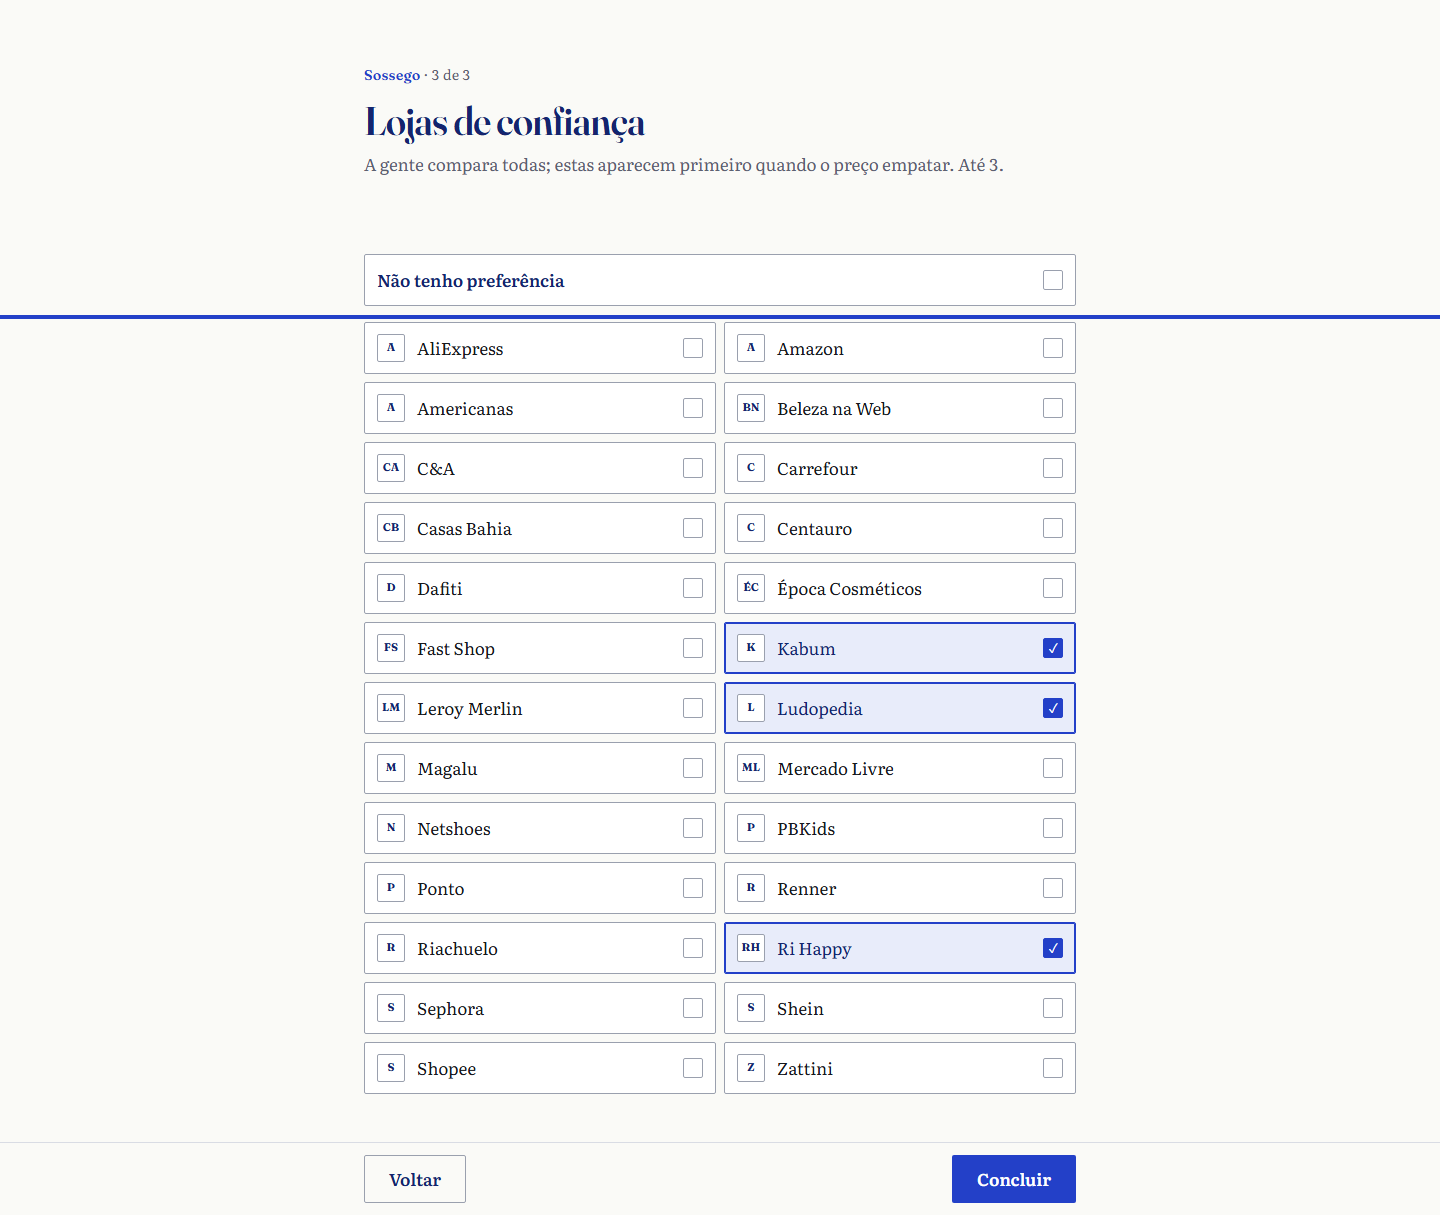 Sossego · 3 de 3
Lojas de confiança
A gente compara todas; estas aparecem primeiro quando o preço empatar. Até 3.
Não tenho preferência
A AliExpress
A Amazon
A Americanas
BN Beleza na Web
CA C&A
C Carrefour
CB Casas Bahia
C Centauro
D Dafiti
ÉC Época Cosméticos
FS Fast Shop
K Kabum
LM Leroy Merlin
L Ludopedia
M Magalu
ML Mercado Livre
N Netshoes
P PBKids
P Ponto
R Renner
R Riachuelo
RH Ri Happy
S Sephora
S Shein
S Shopee
Z Zattini
Voltar
Concluir